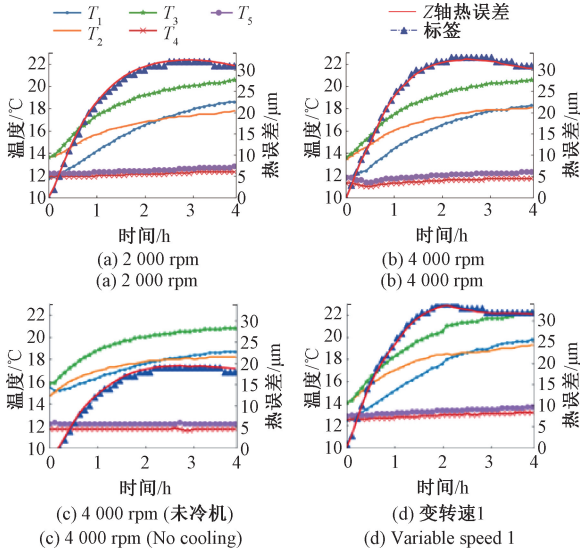 T1 T3 T5 Z轴热误差
T2 T4 标签
22 20 18 16 14 12 10
温度/℃
30 25 20 15 10 5 0
热误差/μm
0 1 2 3 4
时间/h
(a) 2 000 rpm
(a) 2 000 rpm
22 20 18 16 14 12 10
温度/℃
30 25 20 15 10 5 0
热误差/μm
0 1 2 3 4
时间/h
(b) 4 000 rpm
(b) 4 000 rpm
22 20 18 16 14 12 10
温度/℃
30 25 20 15 10 5 0
热误差/μm
0 1 2 3 4
时间/h
(c) 4 000 rpm (未冷机)
(c) 4 000 rpm (No cooling)
22 20 18 16 14 12 10
温度/℃
30 25 20 15 10 5 0
热误差/μm
0 1 2 3 4
时间/h
(d) 变转速1
(d) Variable speed 1